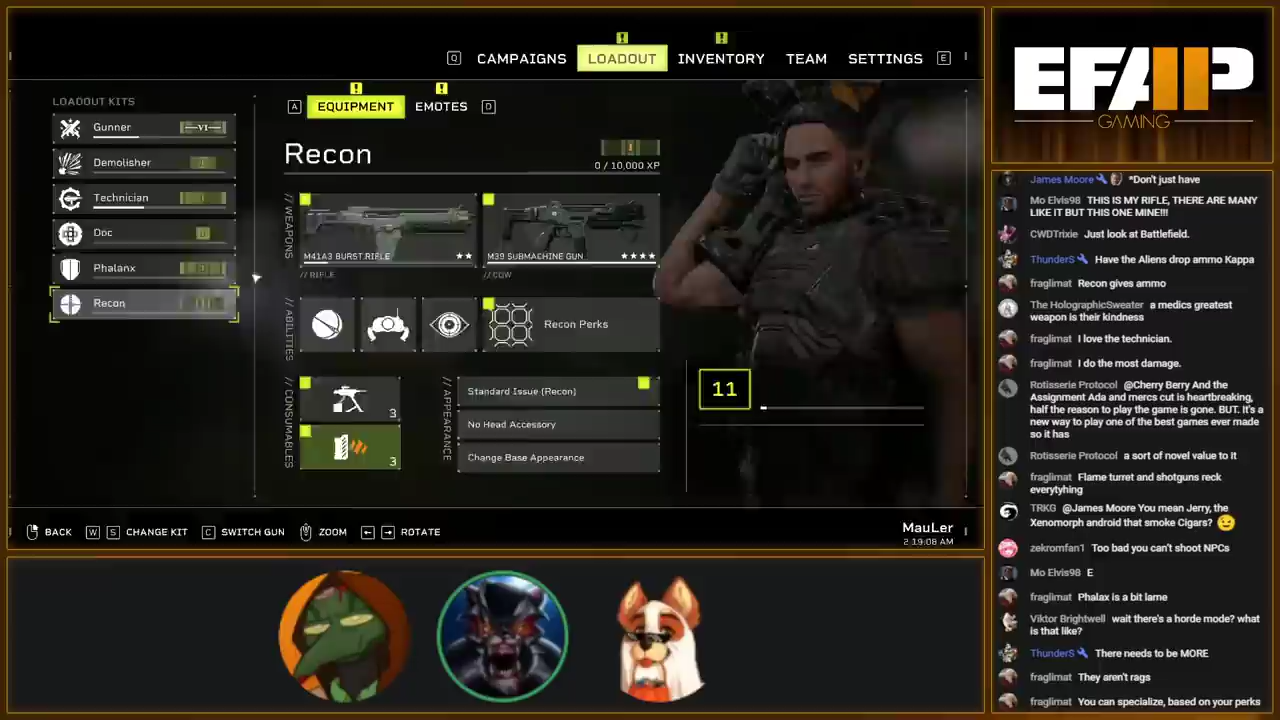 Q CAMPAIGNS LOADOUT INVENTORY TEAM SETTINGS E
LOADOUT KITS
Gunner VI
Demolisher
Technician
Doc
Phalanx
Recon
A EQUIPMENT EMOTES D
Recon
0 / 10,000 XP
// WEAPONS
M41A3 BURST RIFLE ★★
// RIFLE
M39 SUBMACHINE GUN ★★★★
// CQW
// ABILITIES
Recon Perks
// CONSUMABLES
3
3
// APPEARANCE
Standard Issue (Recon)
No Head Accessory
Change Base Appearance
11
BACK W S CHANGE KIT C SWITCH GUN ZOOM ← → ROTATE
MauLer
2:19:08 AM
EFAP
GAMING
James Moore *Don't just have
Mo Elvis98 THIS IS MY RIFLE, THERE ARE MANY
LIKE IT BUT THIS ONE MINE!!!
CWDTrixie Just look at Battlefield.
ThunderS Have the Aliens drop ammo Kappa
fraglimat Recon gives ammo
The HolographicSweater a medics greatest
weapon is their kindness
fraglimat I love the technician.
fraglimat I do the most damage.
Rotisserie Protocol @Cherry Berry And the
Assignment Ada and mercs cut is heartbreaking,
half the reason to play the game is gone. BUT. It's a
new way to play one of the best games ever made
so it has
Rotisserie Protocol a sort of novel value to it
fraglimat Flame turret and shotguns reck
everytyhing
TRKG @James Moore You mean Jerry, the
Xenomorph android that smoke Cigars? 😉
zekromfan1 Too bad you can't shoot NPCs
Mo Elvis98 E
fraglimat Phalax is a bit lame
Viktor Brightwell wait there's a horde mode? what
is that like?
ThunderS There needs to be MORE
fraglimat They aren't rags
fraglimat You can specialize, based on your perks